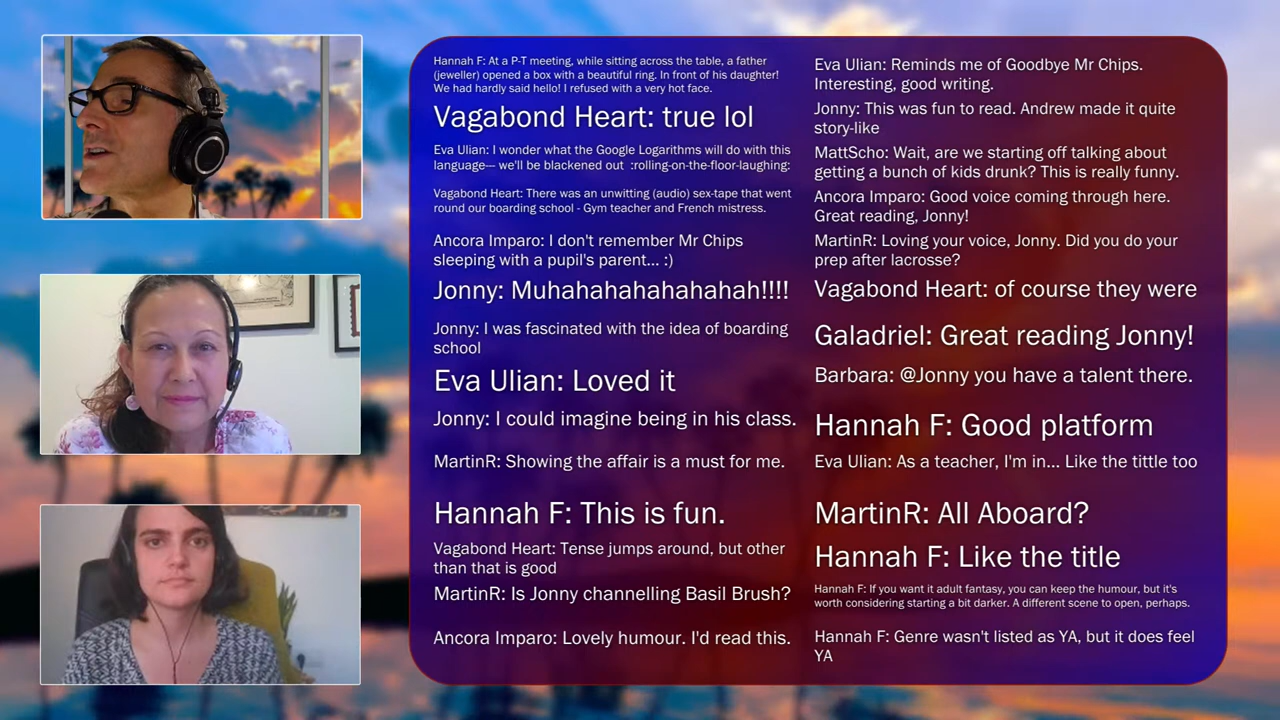 Hannah F: At a P-T meeting, while sitting across the table, a father
(jeweller) opened a box with a beautiful ring. In front of his daughter!
We had hardly said hello! I refused with a very hot face.
Vagabond Heart: true lol
Eva Ulian: I wonder what the Google Logarithms will do with this
language--- we'll be blackened out :rolling-on-the-floor-laughing:
Vagabond Heart: There was an unwitting (audio) sex-tape that went
round our boarding school - Gym teacher and French mistress.
Ancora Imparo: I don't remember Mr Chips
sleeping with a pupil's parent... :)
Jonny: Muhahahahahahahah!!!!
Jonny: I was fascinated with the idea of boarding
school
Eva Ulian: Loved it
Jonny: I could imagine being in his class.
MartinR: Showing the affair is a must for me.
Hannah F: This is fun.
Vagabond Heart: Tense jumps around, but other
than that is good
MartinR: Is Jonny channelling Basil Brush?
Ancora Imparo: Lovely humour. I'd read this.
Eva Ulian: Reminds me of Goodbye Mr Chips.
Interesting, good writing.
Jonny: This was fun to read. Andrew made it quite
story-like
MattScho: Wait, are we starting off talking about
getting a bunch of kids drunk? This is really funny.
Ancora Imparo: Good voice coming through here.
Great reading, Jonny!
MartinR: Loving your voice, Jonny. Did you do your
prep after lacrosse?
Vagabond Heart: of course they were
Galadriel: Great reading Jonny!
Barbara: @Jonny you have a talent there.
Hannah F: Good platform
Eva Ulian: As a teacher, I'm in... Like the tittle too
MartinR: All Aboard?
Hannah F: Like the title
Hannah F: If you want it adult fantasy, you can keep the humour, but it's
worth considering starting a bit darker. A different scene to open, perhaps.
Hannah F: Genre wasn't listed as YA, but it does feel
YA